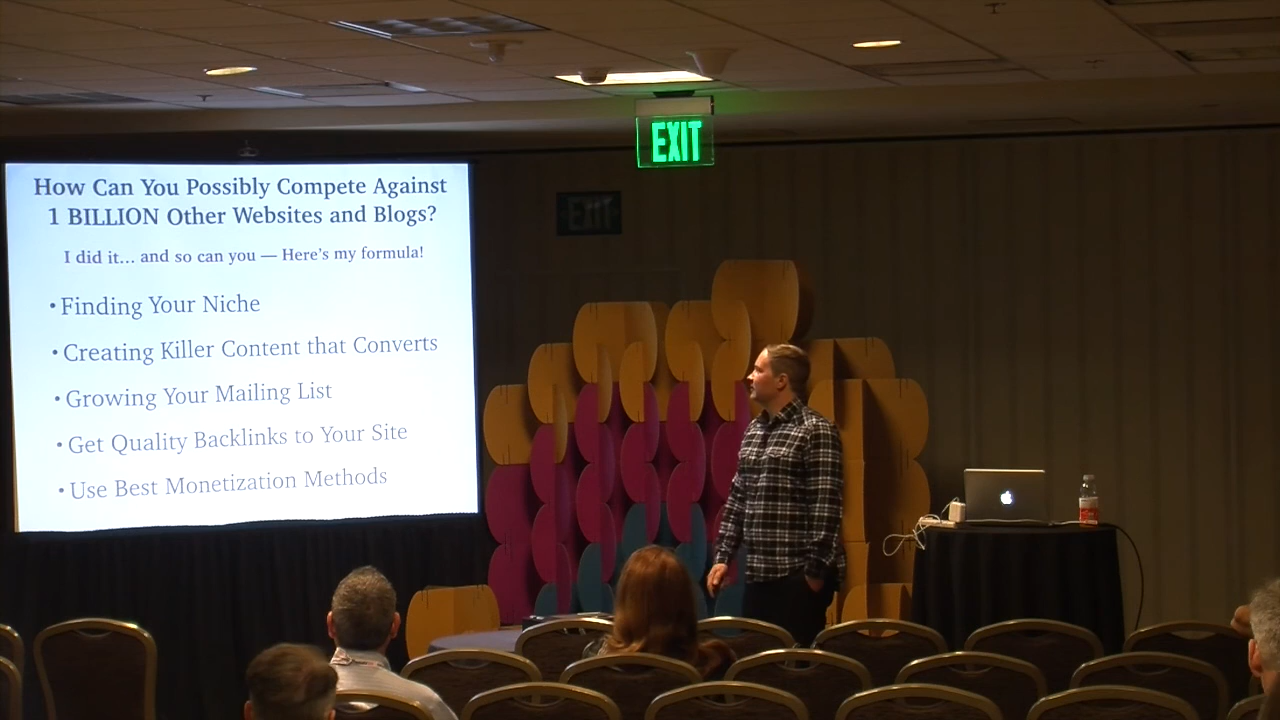 How Can You Possibly Compete Against
1 BILLION Other Websites and Blogs?
I did it... and so can you — Here's my formula!
• Finding Your Niche
• Creating Killer Content that Converts
• Growing Your Mailing List
• Get Quality Backlinks to Your Site
• Use Best Monetization Methods
EXIT
EXIT